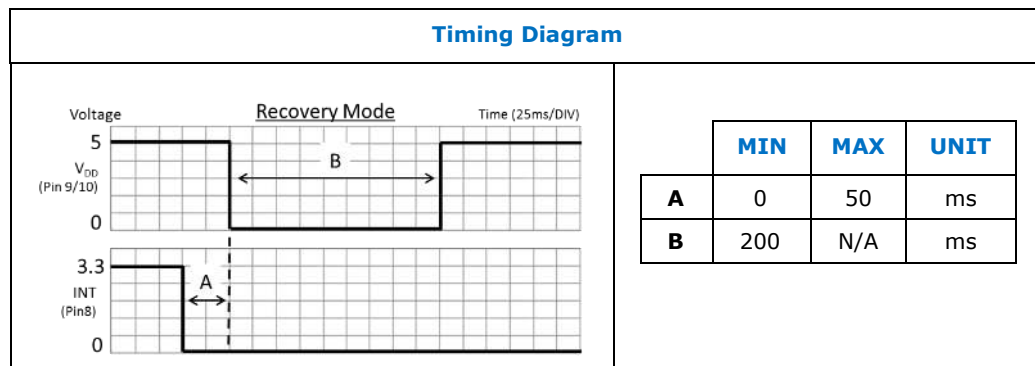 Timing Diagram
Voltage Recovery Mode Time (25ms/DIV)
5
B
VDD
(Pin 9/10)
0
3.3
A
INT
(Pin8)
0
MIN MAX UNIT
A 0 50 ms
B 200 N/A ms